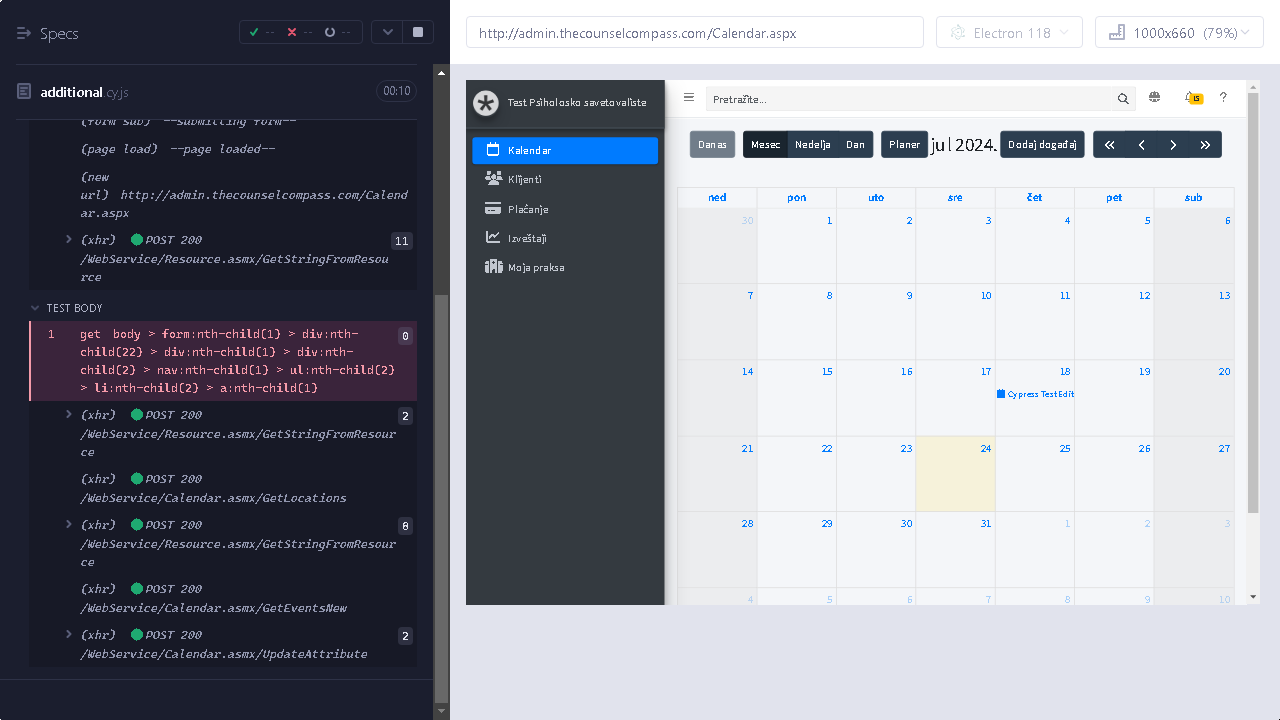 Specs
--
--
--
additional.cy.js
00:10
(form sub) --submitting form--
(page load) --page loaded--
(new
url) http://admin.thecounselcompass.com/Calend
ar.aspx
(xhr) POST 200
11
/WebService/Resource.asmx/GetStringFromResou
rce
TEST BODY
1 get body > form:nth-child(1) > div:nth-
0
child(22) > div:nth-child(1) > div:nth-
child(2) > nav:nth-child(1) > ul:nth-child(2)
> li:nth-child(2) > a:nth-child(1)
(xhr) POST 200
2
/WebService/Resource.asmx/GetStringFromResour
ce
(xhr) POST 200
/WebService/Calendar.asmx/GetLocations
(xhr) POST 200
8
/WebService/Resource.asmx/GetStringFromResour
ce
(xhr) POST 200
/WebService/Calendar.asmx/GetEventsNew
(xhr) POST 200
2
/WebService/Calendar.asmx/UpdateAttribute
http://admin.thecounselcompass.com/Calendar.aspx
Electron 118
1000x660 (79%)
Test Psiholosko savetovaliste
Kalendar
Klijenti
Plaćanje
Izveštaji
Moja praksa
Pretražite...
15
?
Danas
Mesec Nedelja Dan
Planer
jul 2024.
Dodaj događaj
ned pon uto sre čet pet sub
30 1 2 3 4 5 6
7 8 9 10 11 12 13
14 15 16 17 18 19 20
Cypress Test Edit
21 22 23 24 25 26 27
28 29 30 31 1 2 3
4 5 6 7 8 9 10